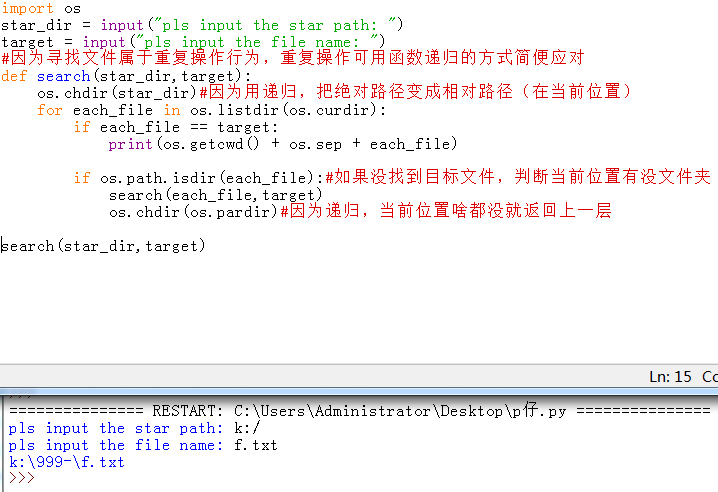 import os
star_dir = input("pls input the star path: ")
target = input("pls input the file name: ")
#因为寻找文件属于重复操作行为，重复操作可用函数递归的方式简便应对
def search(star_dir,target):
    os.chdir(star_dir)#因为用递归，把绝对路径变成相对路径（在当前位置）
    for each_file in os.listdir(os.curdir):
        if each_file == target:
            print(os.getcwd() + os.sep + each_file)
        if os.path.isdir(each_file):#如果没找到目标文件，判断当前位置有没文件夹
            search(each_file,target)
            os.chdir(os.pardir)#因为递归，当前位置啥都没就返回上一层
search(star_dir,target)
Ln: 15 Co
=============== RESTART: C:\Users\Administrator\Desktop\p仔.py ===============
pls input the star path: k:/
pls input the file name: f.txt
k:\999-\f.txt
>>>